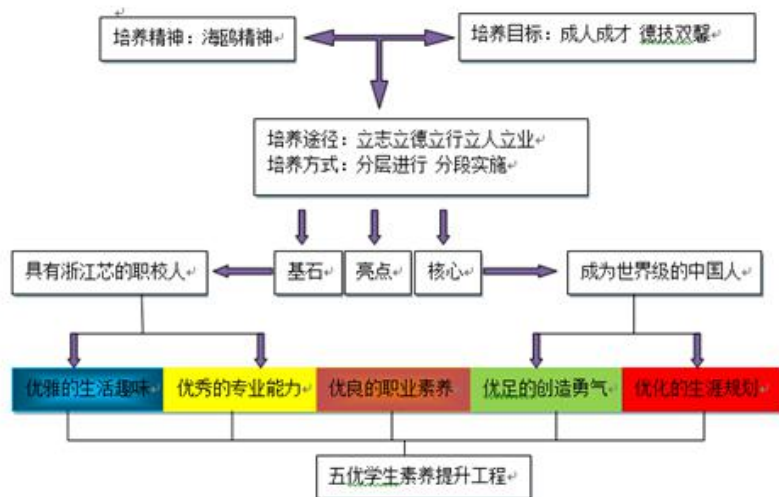 培养精神：海鸥精神
培养目标：成人成才 德技双馨
培养途径：立志立德立行立人立业
培养方式：分层进行 分段实施
具有浙江芯的职校人
基石
亮点
核心
成为世界级的中国人
优雅的生活趣味
优秀的专业能力
优良的职业素养
优足的创造勇气
优化的生涯规划
五优学生素养提升工程